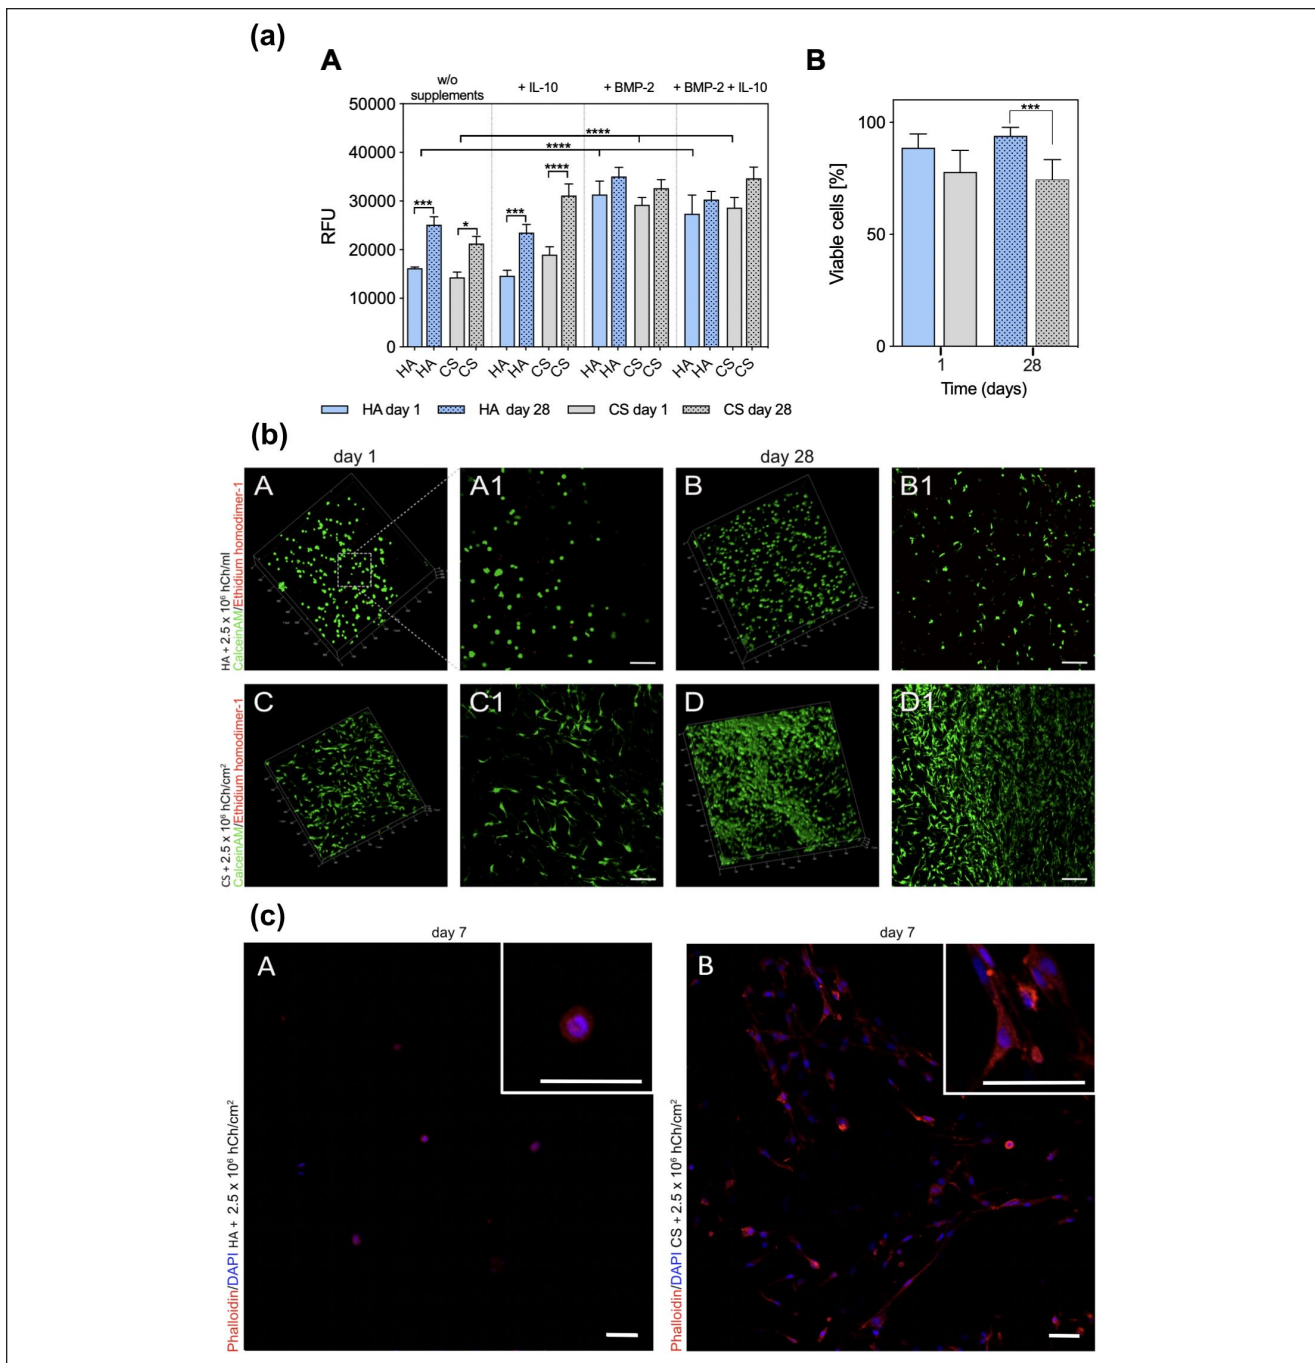 (a)
A
w/o
supplements
+ IL-10
+ BMP-2
+ BMP-2 + IL-10
RFU
50000
40000
30000
20000
10000
0
****
****
***
*
***
****
HA
HA
CS
CS
HA
HA
CS
CS
HA
HA
CS
CS
HA
HA
CS
CS
HA day 1
HA day 28
CS day 1
CS day 28
B
Viable cells [%]
100
50
0
***
1
28
Time (days)
(b)
day 1
day 28
HA + 2.5 x 10⁶ hCh/ml
CalceinAM/Ethidium homodimer-1
A
A1
B
B1
CS + 2.5 x 10⁶ hCh/cm²
CalceinAM/Ethidium homodimer-1
C
C1
D
D1
(c)
day 7
day 7
Phalloidin/DAPI HA + 2.5 x 10⁶ hCh/cm²
A
Phalloidin/DAPI CS + 2.5 x 10⁶ hCh/cm²
B